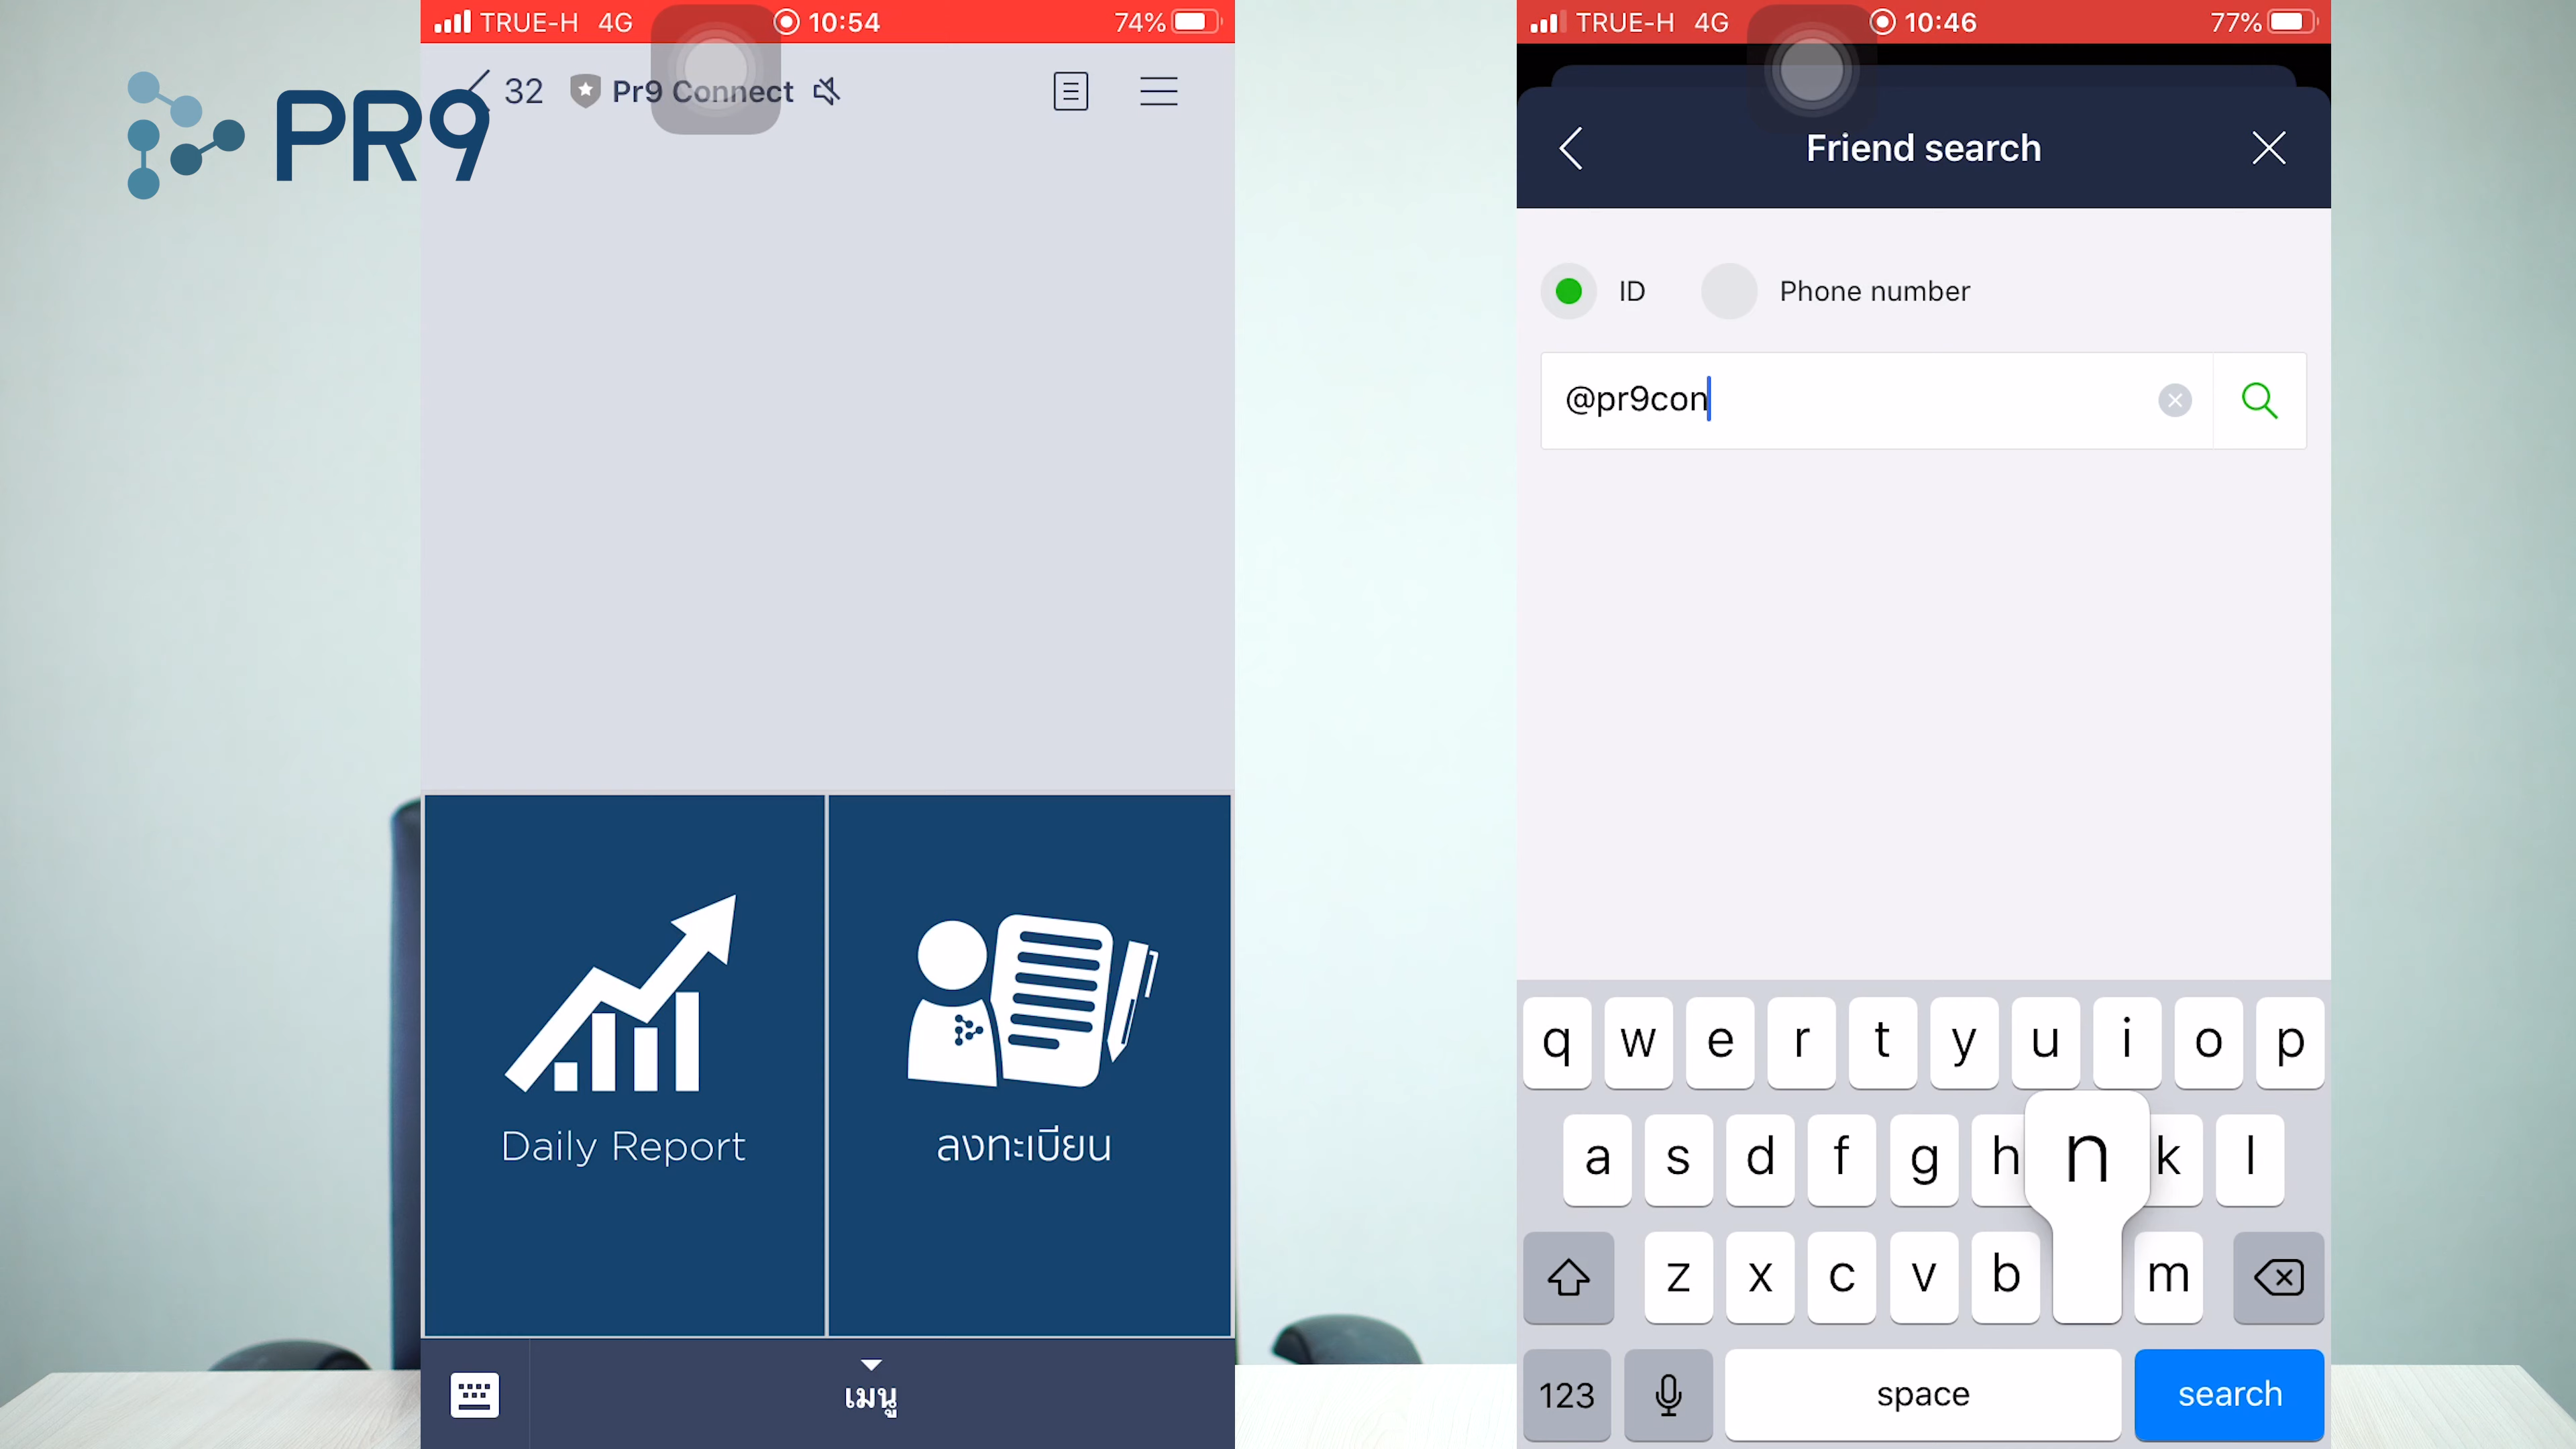 PR9
TRUE-H 4G 10:54 74%
32 Pr9 Connect
Daily Report
ลงทะเบียน
เมนู
TRUE-H 4G 10:46 77%
Friend search
ID Phone number
@pr9con
q w e r t y u i o p
a s d f g h n k l
z x c v b m
123 space search